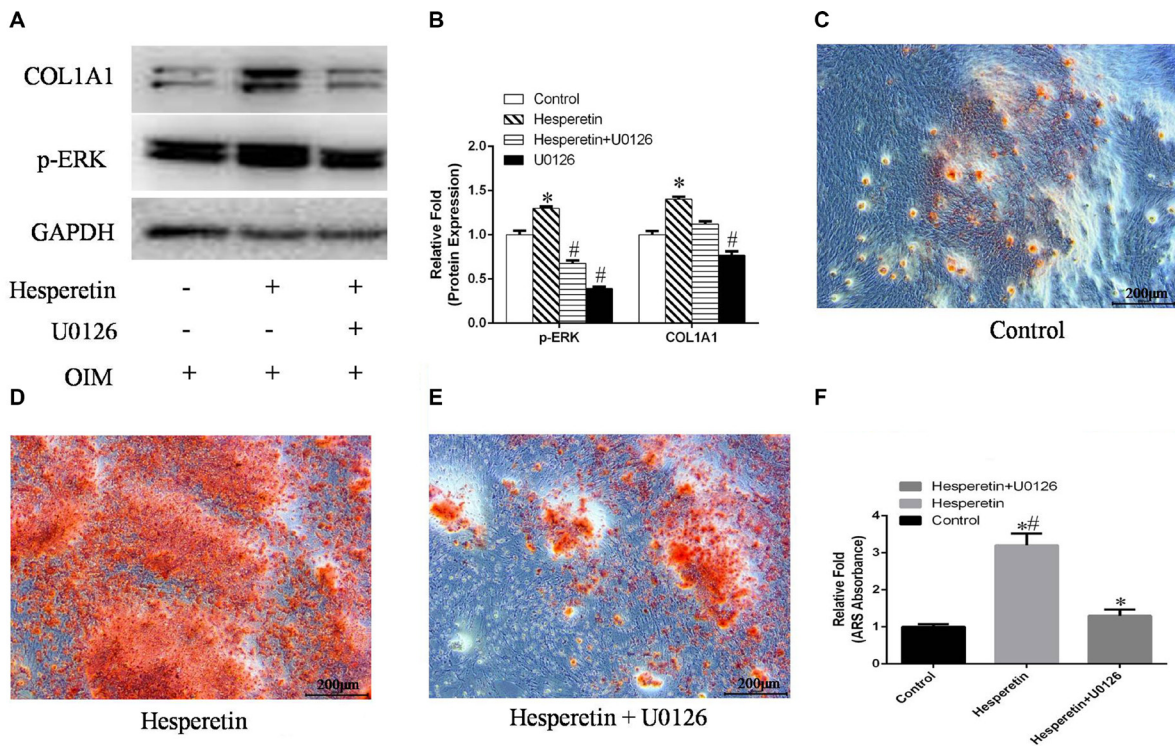 A
COL1A1
p-ERK
GAPDH
Hesperetin - + +
U0126 - - +
OIM + + +
B
Control
Hesperetin
Hesperetin+U0126
U0126
Relative Fold
(Protein Expression)
2.0
1.5
1.0
0.5
0.0
*
#
#
*
#
p-ERK COL1A1
C
200μm
Control
D
200μm
Hesperetin
E
200μm
Hesperetin + U0126
F
Hesperetin+U0126
Hesperetin
Control
Relative Fold
(ARS Absorbance)
4
3
2
1
0
*#
*
Control
Hesperetin
Hesperetin+U0126